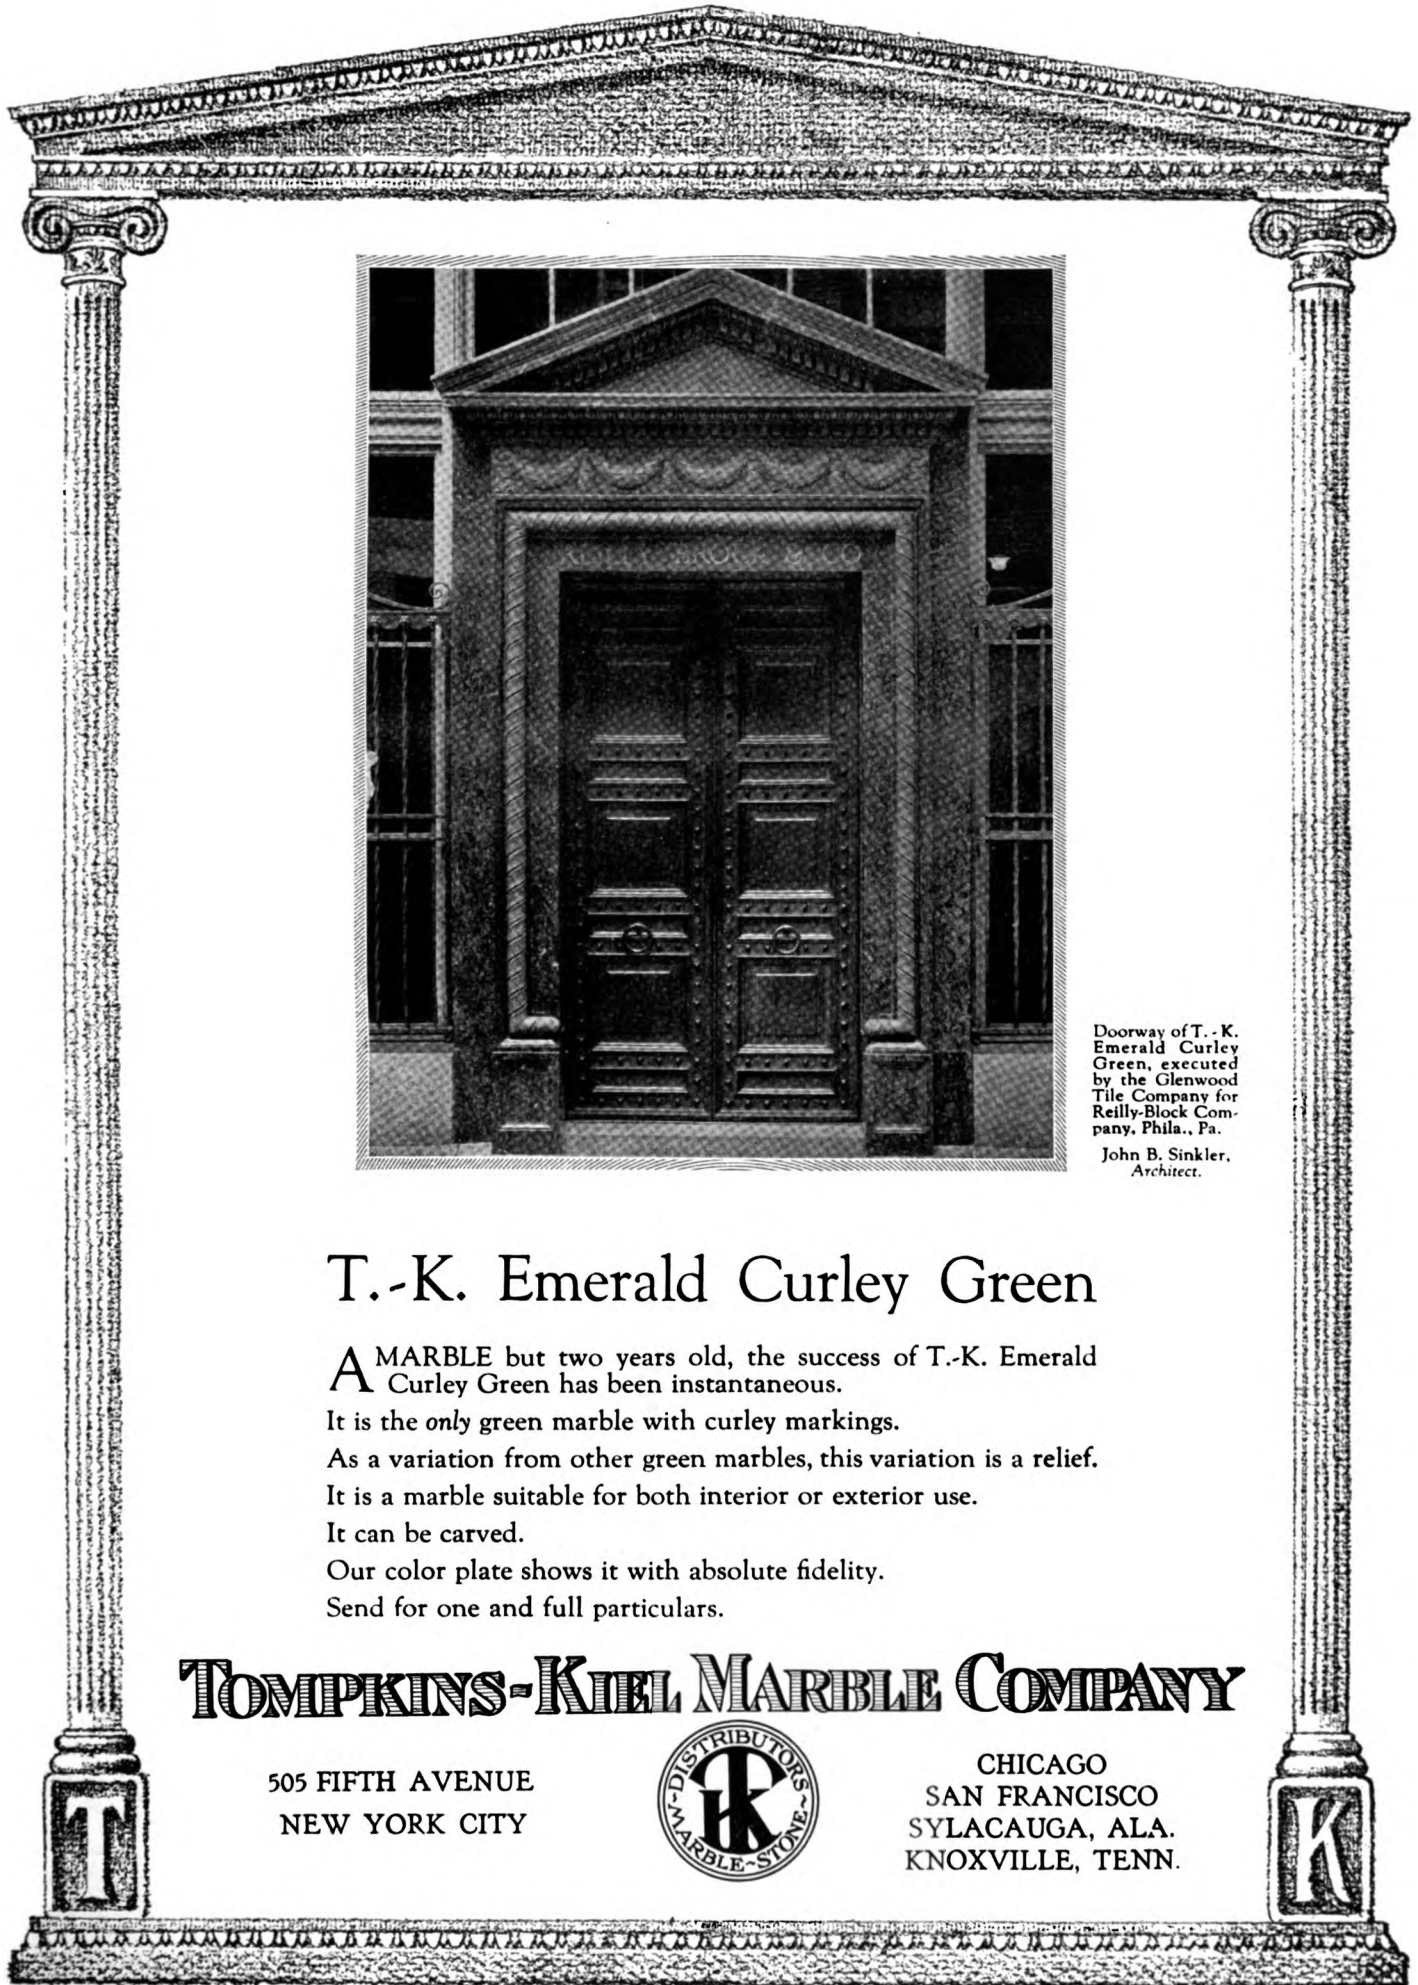 REILLY BROCK & CO
Doorway of T.-K.
Emerald Curley
Green, executed
by the Glenwood
Tile Company for
Reilly-Block Com-
pany, Phila., Pa.
John B. Sinkler,
Architect.
T.-K. Emerald Curley Green
A MARBLE but two years old, the success of T.-K. Emerald
Curley Green has been instantaneous.
It is the only green marble with curley markings.
As a variation from other green marbles, this variation is a relief.
It is a marble suitable for both interior or exterior use.
It can be carved.
Our color plate shows it with absolute fidelity.
Send for one and full particulars.
TOMPKINS-KIEL MARBLE COMPANY
505 FIFTH AVENUE
NEW YORK CITY
DISTRIBUTORS
TK
MARBLE~STONE
CHICAGO
SAN FRANCISCO
SYLACAUGA, ALA.
KNOXVILLE, TENN.
T
K